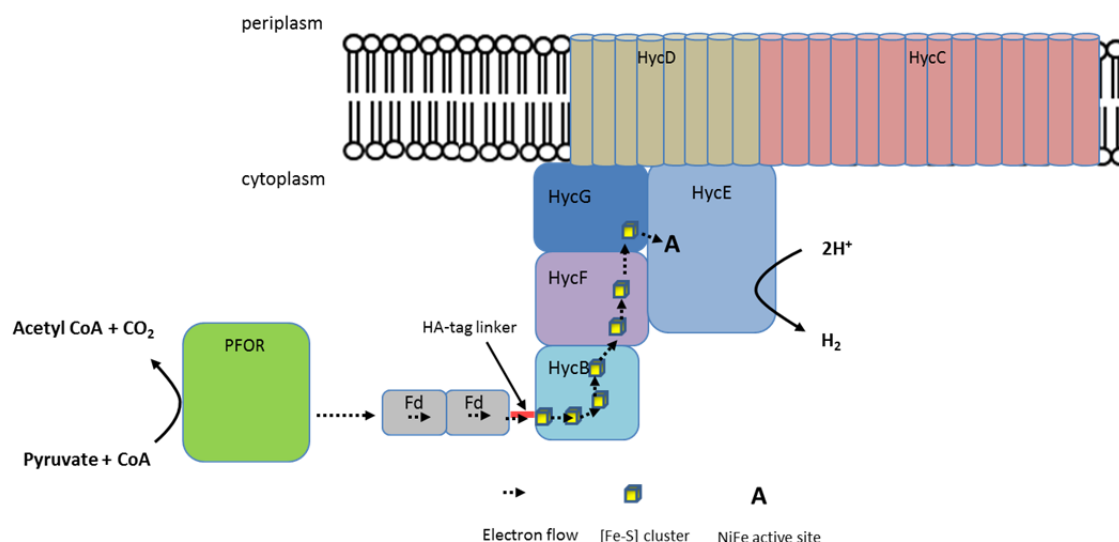 periplasm
HycD
HycC
cytoplasm
HycG
HycE
A
2H⁺
HycF
HA-tag linker
Acetyl CoA + CO₂
PFOR
H₂
HycB
Fd Fd
Pyruvate + CoA
A
Electron flow [Fe-S] cluster NiFe active site